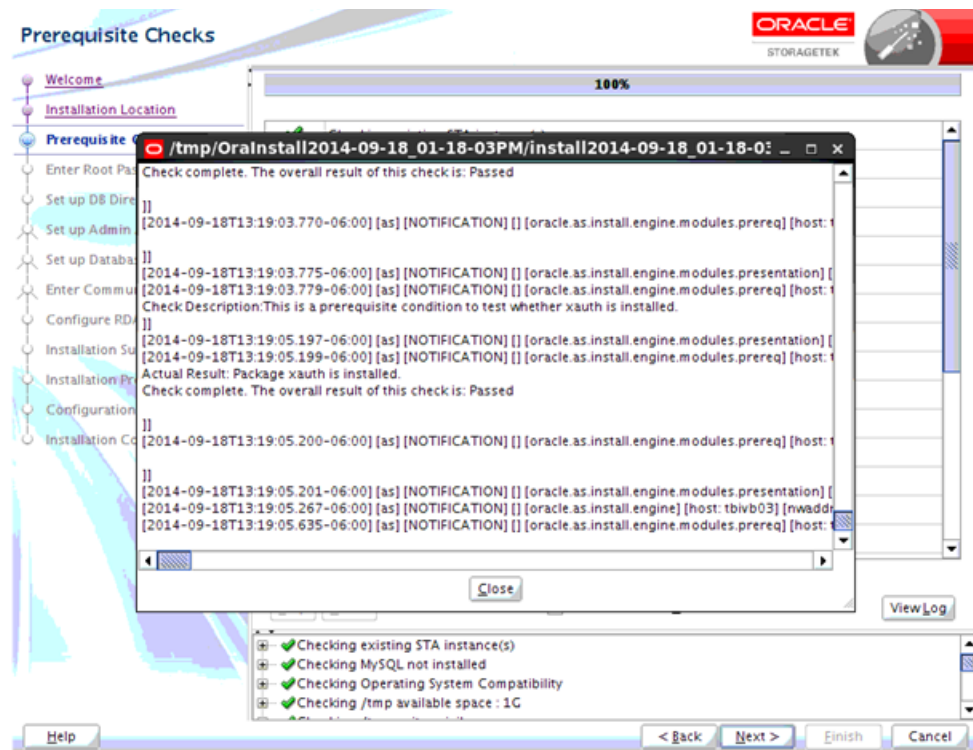 Prerequisite Checks
ORACLE
STORAGETEK
Welcome
Installation Location
Prerequisite
Enter Root Pas
Set up DB Dire
Set up Admin
Set up Databa
Enter Commu
Configure RDA
Installation Su
Installation Pr
Configuration
Installation Co
100%
/tmp/OraInstall2014-09-18_01-18-03PM/install2014-09-18_01-18-03
Check complete. The overall result of this check is: Passed
]]
[2014-09-18T13:19:03.770-06:00] [as] [NOTIFICATION] [] [oracle.as.install.engine.modules.prereq] [host: t
]]
[2014-09-18T13:19:03.775-06:00] [as] [NOTIFICATION] [] [oracle.as.install.engine.modules.presentation] [
[2014-09-18T13:19:03.779-06:00] [as] [NOTIFICATION] [] [oracle.as.install.engine.modules.prereq] [host: t
Check Description:This is a prerequisite condition to test whether xauth is installed.
]]
[2014-09-18T13:19:05.197-06:00] [as] [NOTIFICATION] [] [oracle.as.install.engine.modules.presentation] [
[2014-09-18T13:19:05.199-06:00] [as] [NOTIFICATION] [] [oracle.as.install.engine.modules.prereq] [host: t
Actual Result: Package xauth is installed.
Check complete. The overall result of this check is: Passed
]]
[2014-09-18T13:19:05.200-06:00] [as] [NOTIFICATION] [] [oracle.as.install.engine.modules.prereq] [host: t
]]
[2014-09-18T13:19:05.201-06:00] [as] [NOTIFICATION] [] [oracle.as.install.engine.modules.presentation] [
[2014-09-18T13:19:05.267-06:00] [as] [NOTIFICATION] [] [oracle.as.install.engine] [host: tbivb03] [nwaddr
[2014-09-18T13:19:05.635-06:00] [as] [NOTIFICATION] [] [oracle.as.install.engine.modules.prereq] [host: t
Close
View Log
Checking existing STA instance(s)
Checking MySQL not installed
Checking Operating System Compatibility
Checking /tmp available space : 1G
Help
< Back
Next >
Finish
Cancel